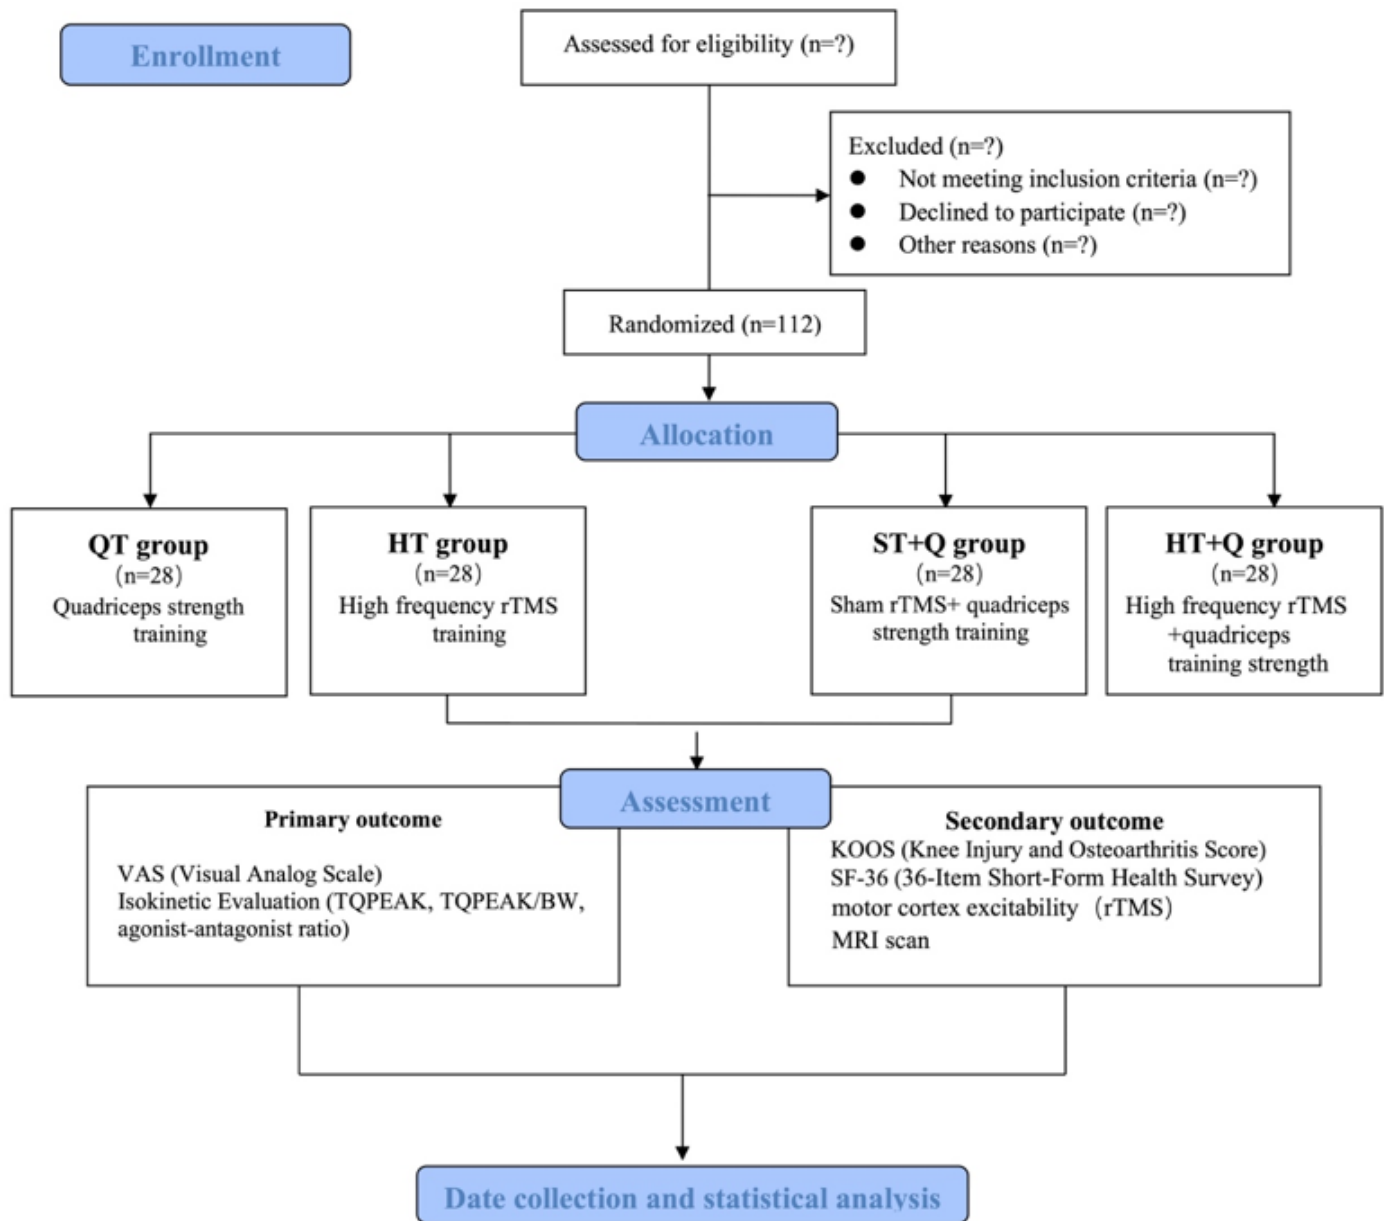 Enrollment
Assessed for eligibility (n=?)
Excluded (n=?)
● Not meeting inclusion criteria (n=?)
● Declined to participate (n=?)
● Other reasons (n=?)
Randomized (n=112)
Allocation
QT group
(n=28)
Quadriceps strength
training
HT group
(n=28)
High frequency rTMS
training
ST+Q group
(n=28)
Sham rTMS+ quadriceps
strength training
HT+Q group
(n=28)
High frequency rTMS
+quadriceps
training strength
Assessment
Primary outcome
VAS (Visual Analog Scale)
Isokinetic Evaluation (TQPEAK, TQPEAK/BW,
agonist-antagonist ratio)
Secondary outcome
KOOS (Knee Injury and Osteoarthritis Score)
SF-36 (36-Item Short-Form Health Survey)
motor cortex excitability（rTMS）
MRI scan
Date collection and statistical analysis